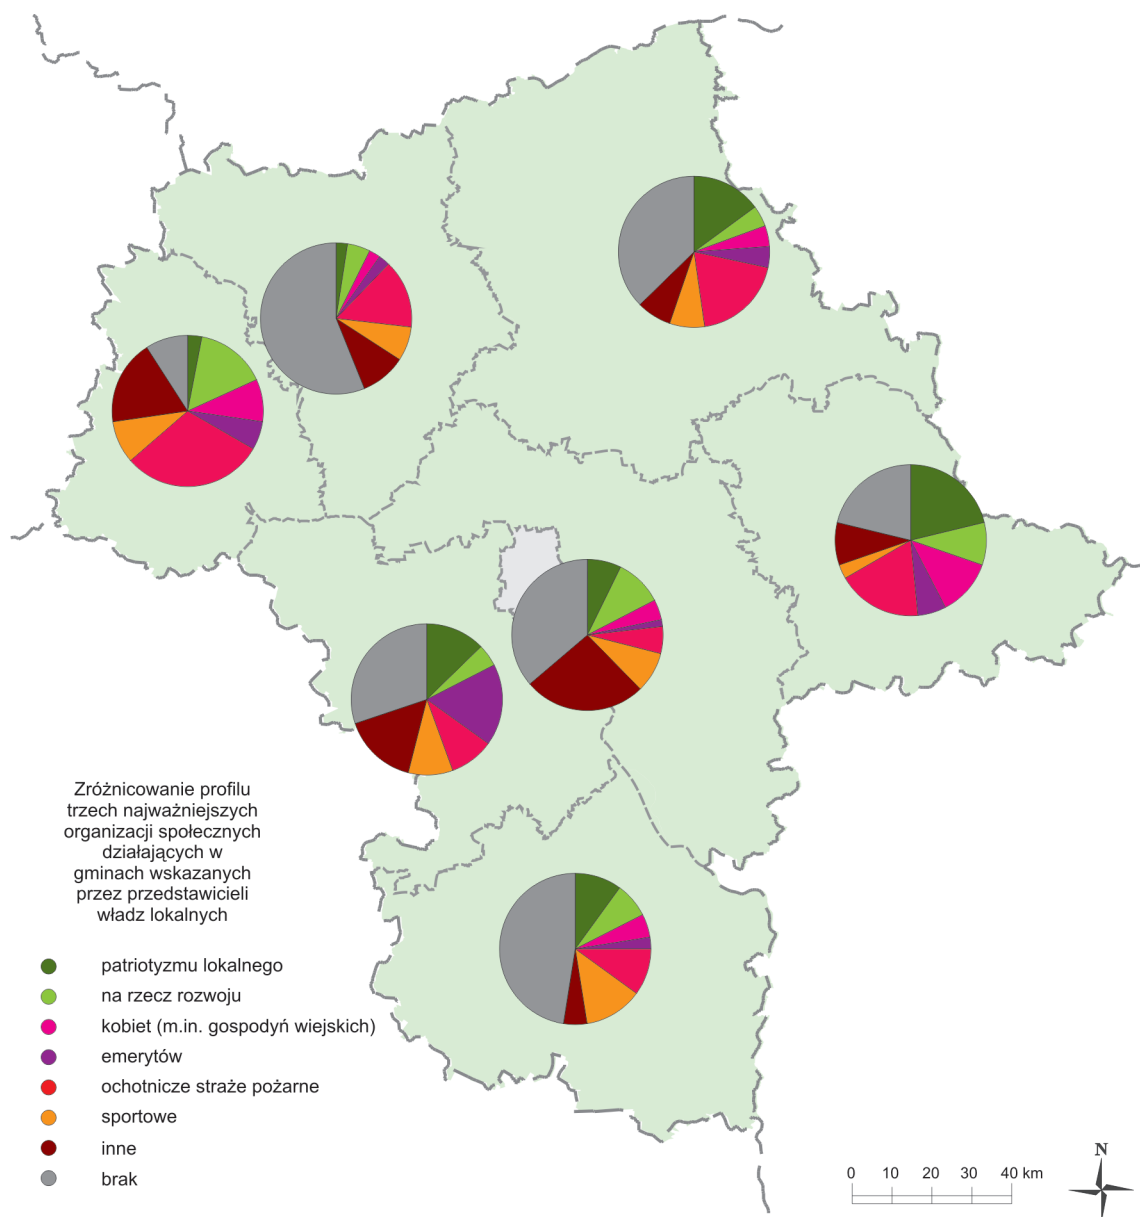 Zróżnicowanie profilu
trzech najważniejszych
organizacji społecznych
działających w
gminach wskazanych
przez przedstawicieli
władz lokalnych
patriotyzmu lokalnego
na rzecz rozwoju
kobiet (m.in. gospodyń wiejskich)
emerytów
ochotnicze straże pożarne
sportowe
inne
brak
0 10 20 30 40 km
N